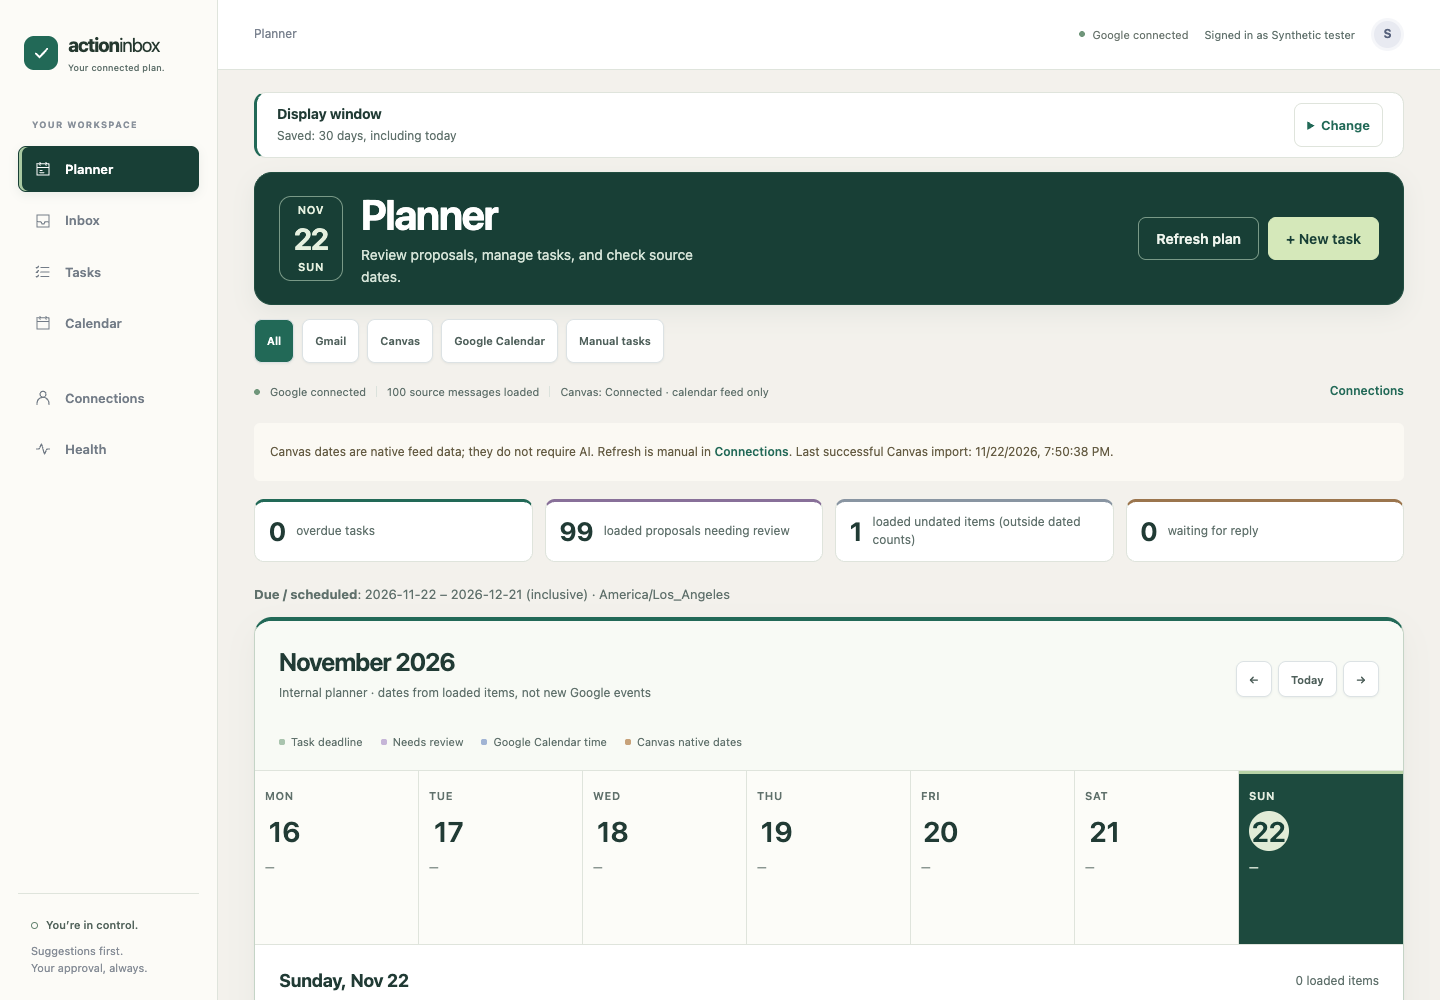 actioninbox
Your connected plan.
YOUR WORKSPACE
Planner
Inbox
Tasks
Calendar
Connections
Health
You're in control.
Suggestions first.
Your approval, always.
Planner
Google connected
Signed in as Synthetic tester
S
Display window
Saved: 30 days, including today
Change
NOV
22
SUN
Planner
Review proposals, manage tasks, and check source
dates.
Refresh plan
+ New task
All
Gmail
Canvas
Google Calendar
Manual tasks
Google connected
100 source messages loaded
Canvas: Connected · calendar feed only
Connections
Canvas dates are native feed data; they do not require AI. Refresh is manual in Connections. Last successful Canvas import: 11/22/2026, 7:50:38 PM.
0 overdue tasks
99 loaded proposals needing review
1 loaded undated items (outside dated
counts)
0 waiting for reply
Due / scheduled: 2026-11-22 – 2026-12-21 (inclusive) · America/Los_Angeles
November 2026
Internal planner · dates from loaded items, not new Google events
←
Today
→
Task deadline
Needs review
Google Calendar time
Canvas native dates
MON
16
—
TUE
17
—
WED
18
—
THU
19
—
FRI
20
—
SAT
21
—
SUN
22
—
Sunday, Nov 22
0 loaded items